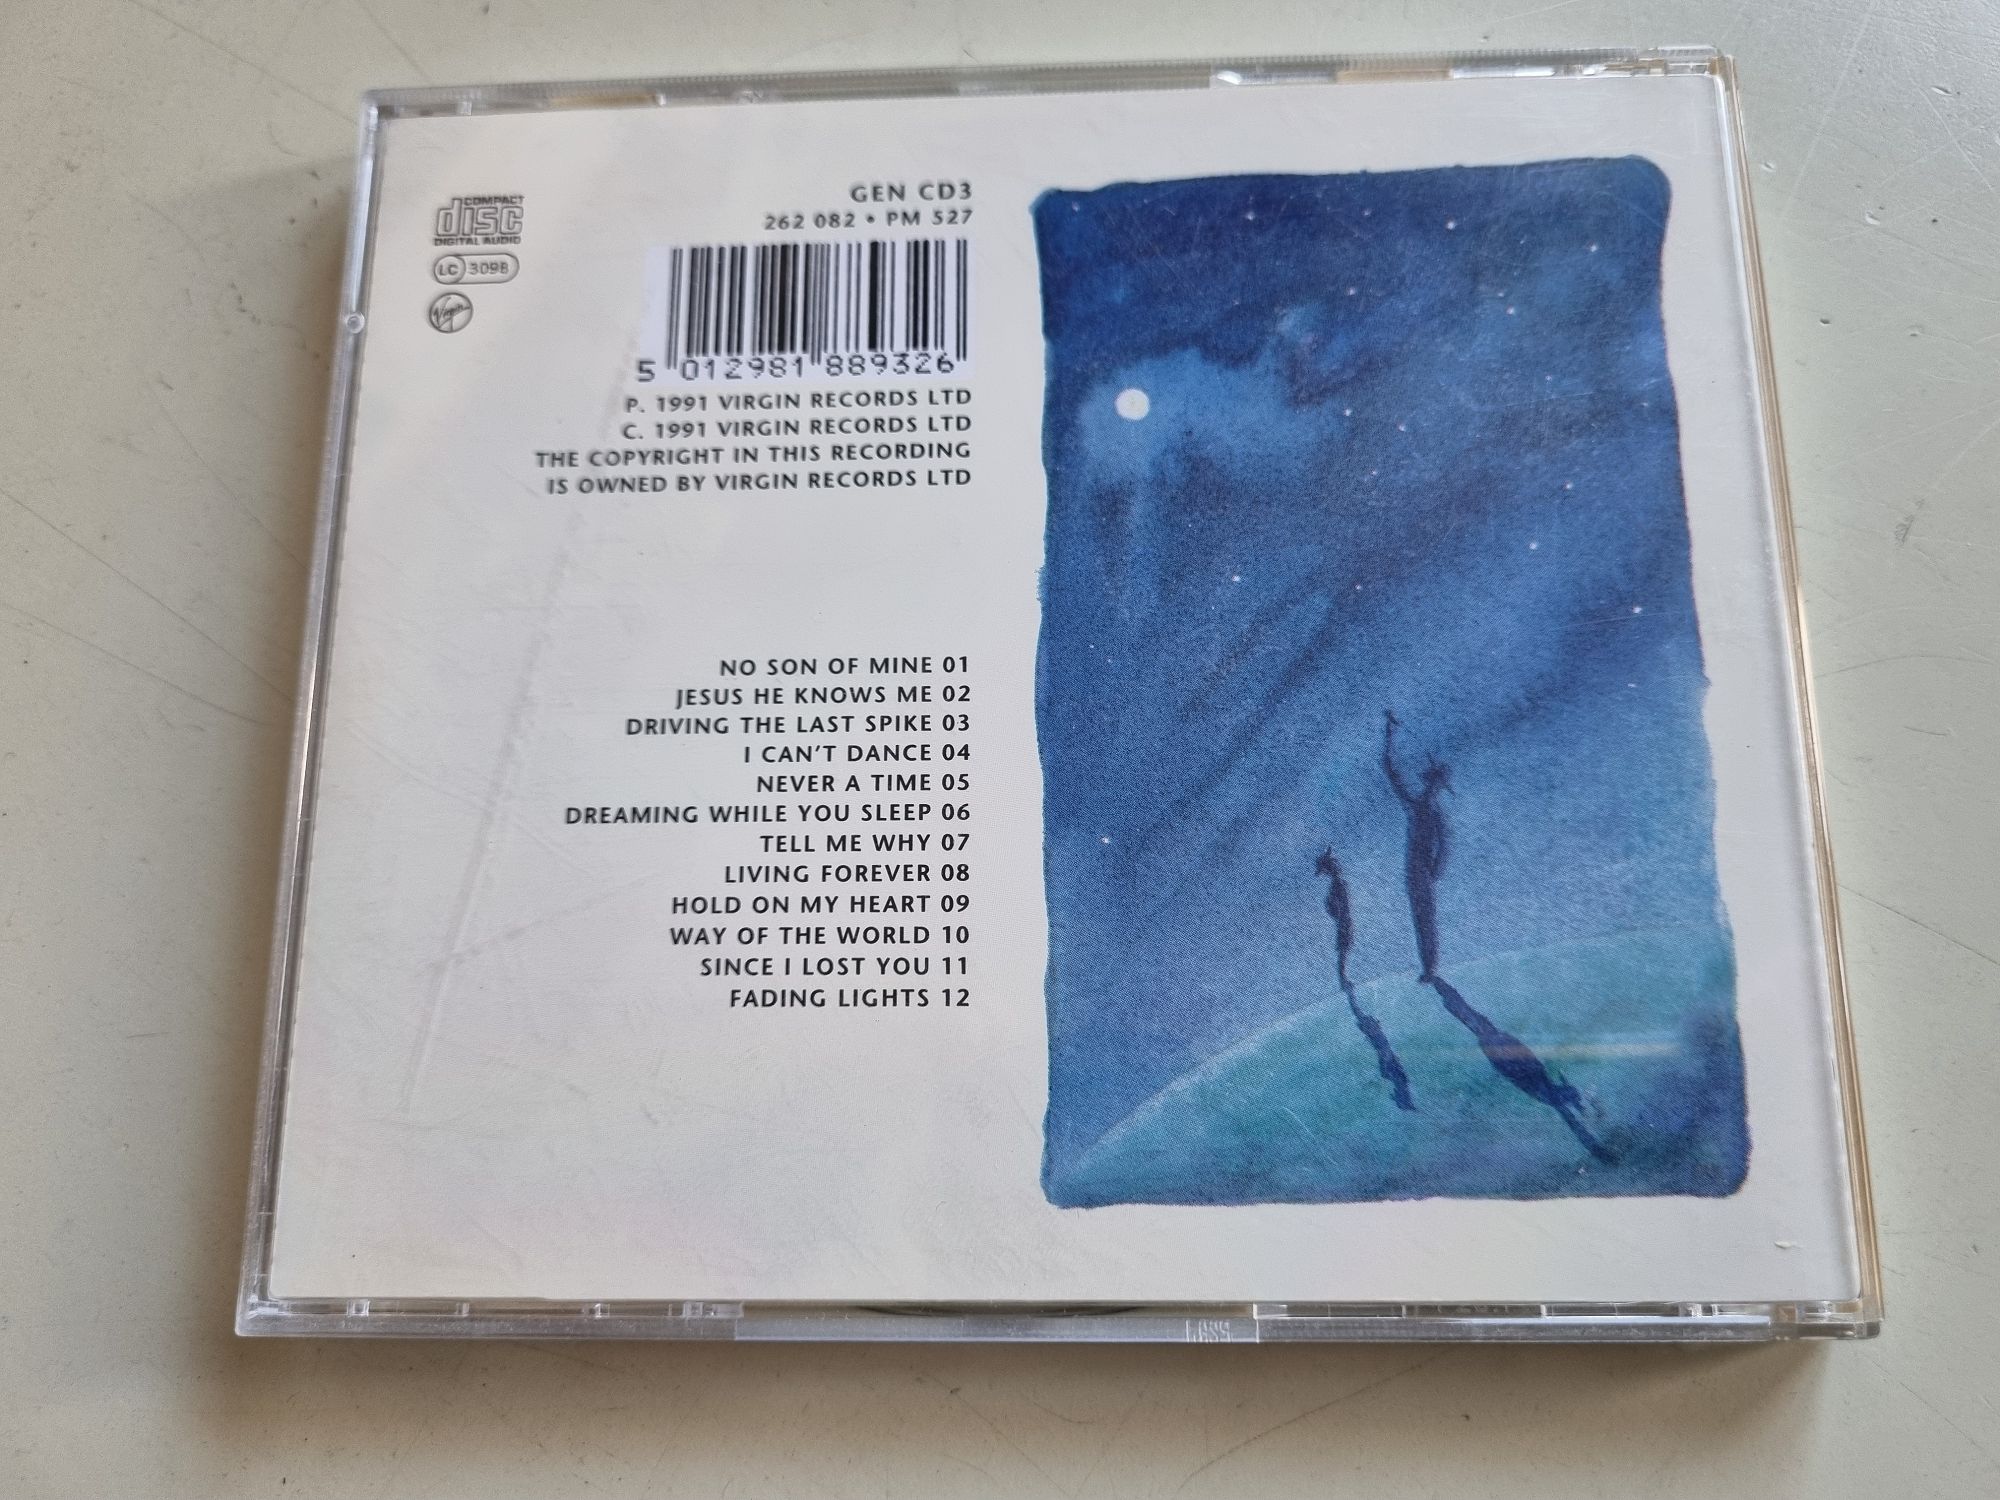 COMPACT
disc
DIGITAL AUDIO
LC 3098
Virgin
GEN CD3
262 082 • PM 527
5 012981 889326
P. 1991 VIRGIN RECORDS LTD
C. 1991 VIRGIN RECORDS LTD
THE COPYRIGHT IN THIS RECORDING
IS OWNED BY VIRGIN RECORDS LTD
NO SON OF MINE 01
JESUS HE KNOWS ME 02
DRIVING THE LAST SPIKE 03
I CAN'T DANCE 04
NEVER A TIME 05
DREAMING WHILE YOU SLEEP 06
TELL ME WHY 07
LIVING FOREVER 08
HOLD ON MY HEART 09
WAY OF THE WORLD 10
SINCE I LOST YOU 11
FADING LIGHTS 12